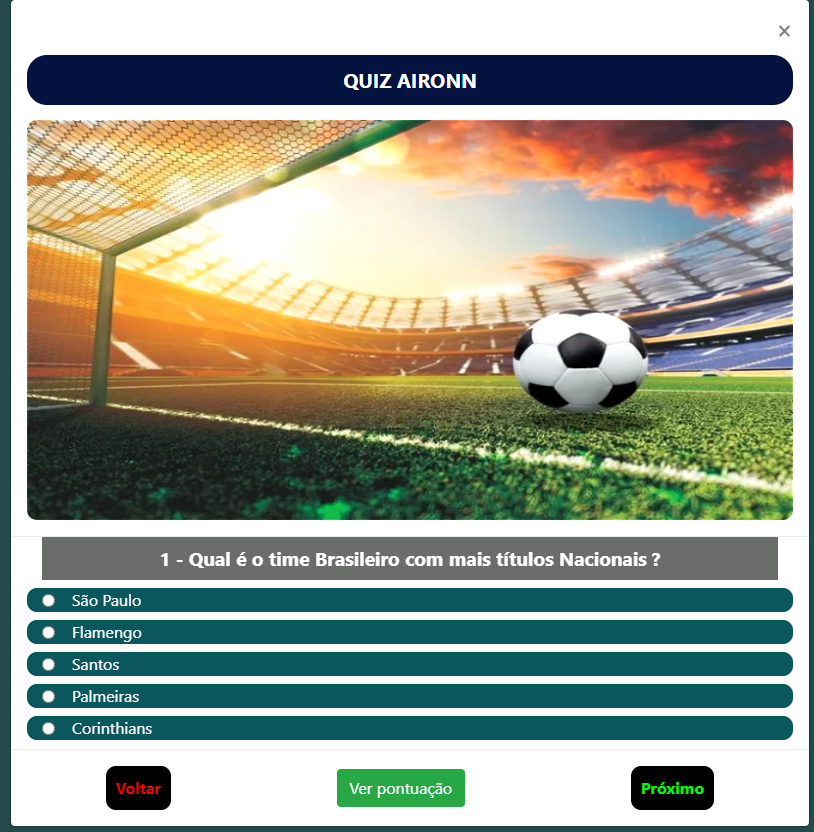 ×
QUIZ AIRONN
1 - Qual é o time Brasileiro com mais títulos Nacionais ?
São Paulo
Flamengo
Santos
Palmeiras
Corinthians
Voltar
Ver pontuação
Próximo